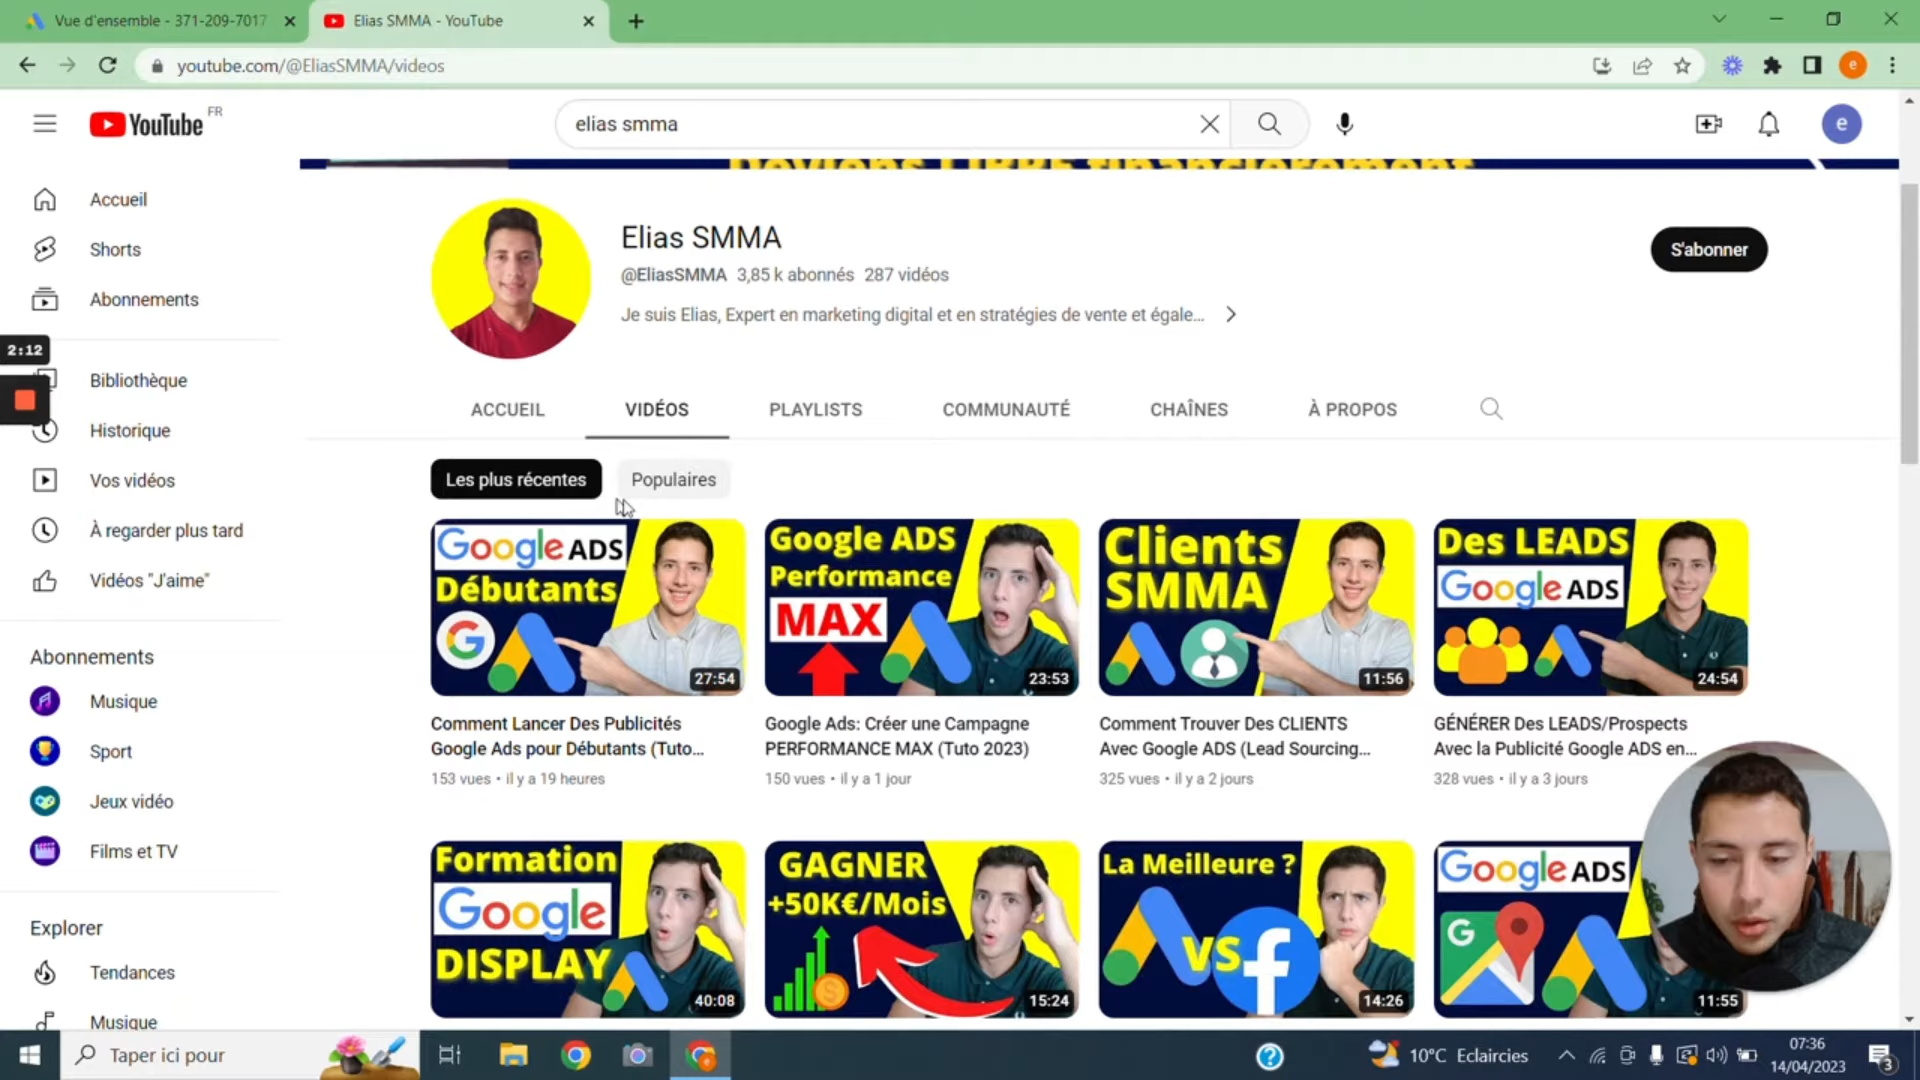 Vue d'ensemble - 371-209-7017
Elias SMMA - YouTube
youtube.com/@EliasSMMA/videos
e
YouTube FR
elias smma
e
Devient LIBRE financièrement
Accueil
Shorts
Abonnements
2:12
Bibliothèque
Historique
Vos vidéos
À regarder plus tard
Vidéos "J'aime"
Abonnements
Musique
Sport
Jeux vidéo
Films et TV
Explorer
Tendances
Musique
Elias SMMA
@EliasSMMA 3,85 k abonnés 287 vidéos
Je suis Elias, Expert en marketing digital et en stratégies de vente et égale...
S'abonner
ACCUEIL
VIDÉOS
PLAYLISTS
COMMUNAUTÉ
CHAÎNES
À PROPOS
Les plus récentes
Populaires
Google ADS
Débutants
G
27:54
Comment Lancer Des Publicités
Google Ads pour Débutants (Tuto...
153 vues • il y a 19 heures
Google ADS
Performance
MAX
23:53
Google Ads: Créer une Campagne
PERFORMANCE MAX (Tuto 2023)
150 vues • il y a 1 jour
Clients
SMMA
11:56
Comment Trouver Des CLIENTS
Avec Google ADS (Lead Sourcing...
325 vues • il y a 2 jours
Des LEADS
Google ADS
24:54
GÉNÉRER Des LEADS/Prospects
Avec la Publicité Google ADS en...
328 vues • il y a 3 jours
Formation
Google
DISPLAY
40:08
GAGNER
+50K€/Mois
$
15:24
La Meilleure ?
VS f
14:26
Google ADS
G
11:55
Taper ici pour
10°C Eclaircies
07:36
14/04/2023
3